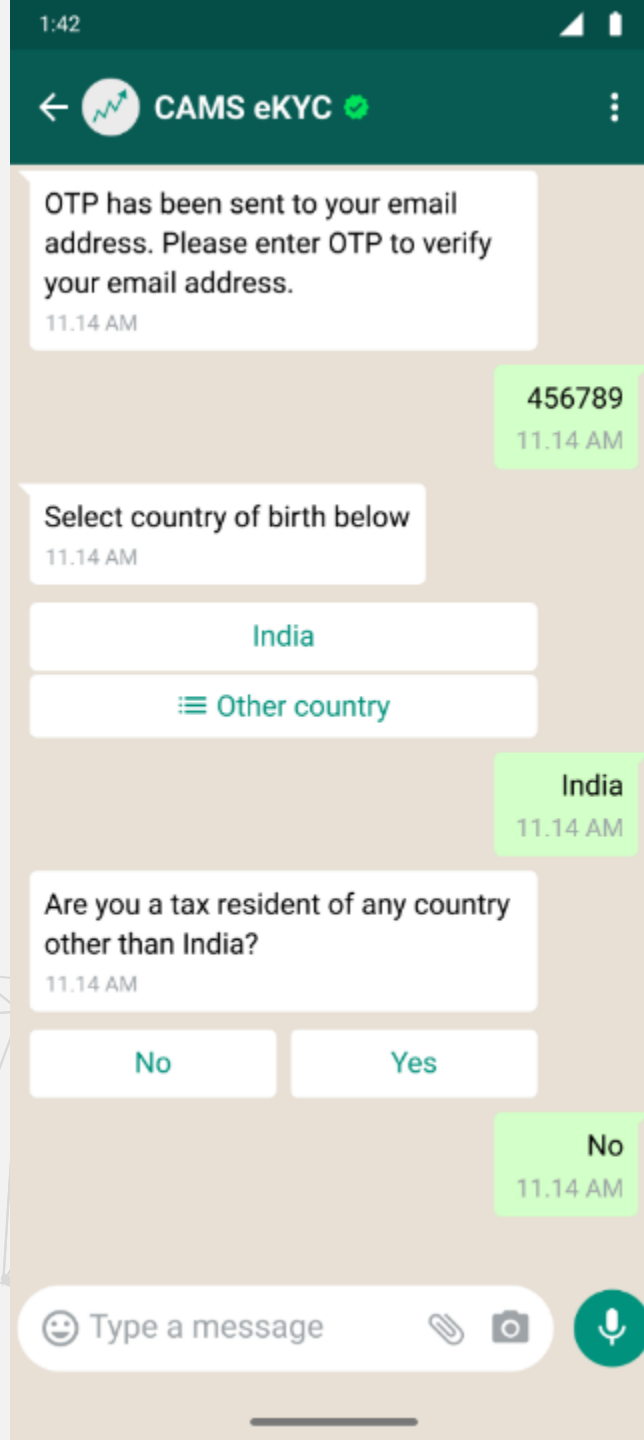 1:42
CAMS eKYC
OTP has been sent to your email
address. Please enter OTP to verify
your email address.
11.14 AM
456789
11.14 AM
Select country of birth below
11.14 AM
India
Other country
India
11.14 AM
Are you a tax resident of any country
other than India?
11.14 AM
No Yes
No
11.14 AM
Type a message